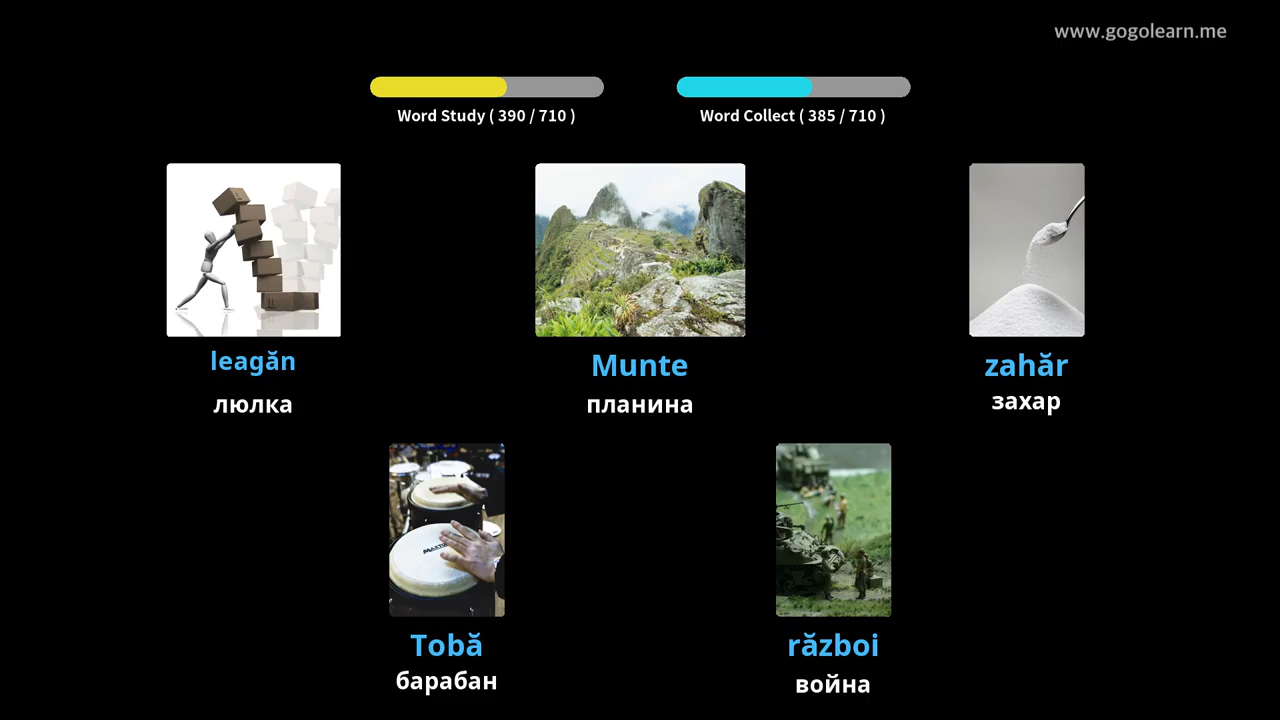 www.gogolearn.me
Word Study ( 390 / 710 )
Word Collect ( 385 / 710 )
leagăn
люлка
Munte
планина
zahăr
захар
Tobă
барабан
război
война